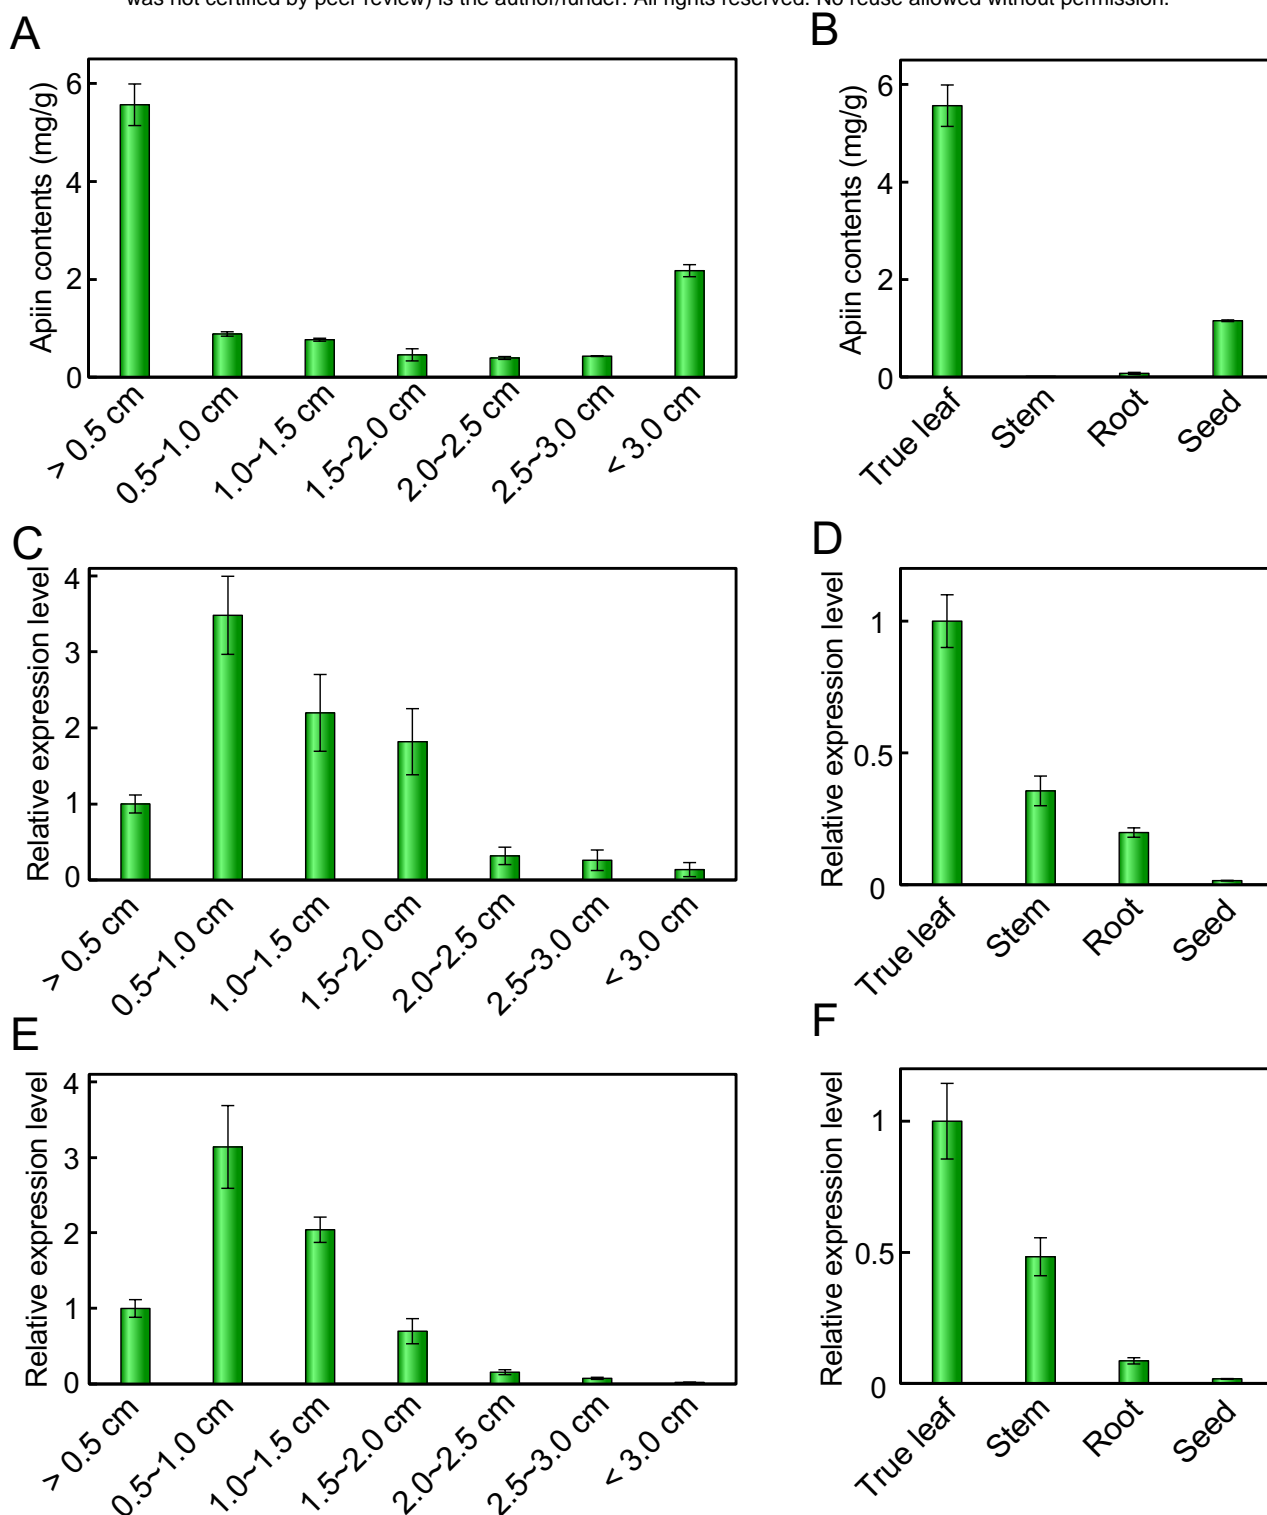 was not certified by peer review) is the author/funder. All rights reserved. No reuse allowed without permission.
A
Apiin contents (mg/g)
6
4
2
0
> 0.5 cm
0.5~1.0 cm
1.0~1.5 cm
1.5~2.0 cm
2.0~2.5 cm
2.5~3.0 cm
< 3.0 cm
B
Apiin contents (mg/g)
6
4
2
0
True leaf
Stem
Root
Seed
C
Relative expression level
4
3
2
1
0
> 0.5 cm
0.5~1.0 cm
1.0~1.5 cm
1.5~2.0 cm
2.0~2.5 cm
2.5~3.0 cm
< 3.0 cm
D
Relative expression level
1
0.5
0
True leaf
Stem
Root
Seed
E
Relative expression level
4
3
2
1
0
> 0.5 cm
0.5~1.0 cm
1.0~1.5 cm
1.5~2.0 cm
2.0~2.5 cm
2.5~3.0 cm
< 3.0 cm
F
Relative expression level
1
0.5
0
True leaf
Stem
Root
Seed